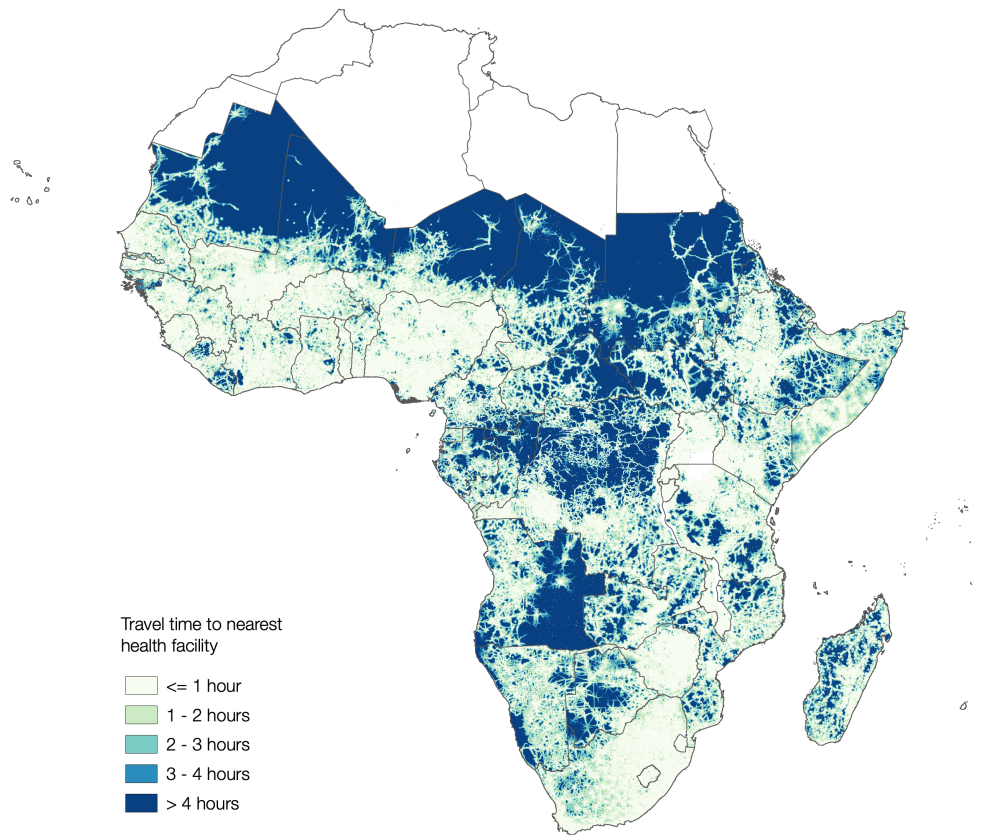 Travel time to nearest
health facility
<= 1 hour
1 - 2 hours
2 - 3 hours
3 - 4 hours
> 4 hours